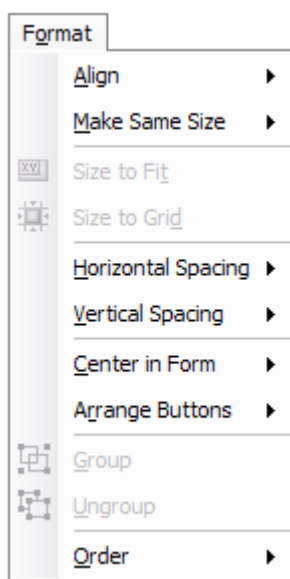 Format
Align
Make Same Size
XY
Size to Fit
Size to Grid
Horizontal Spacing
Vertical Spacing
Center in Form
Arrange Buttons
Group
Ungroup
Order